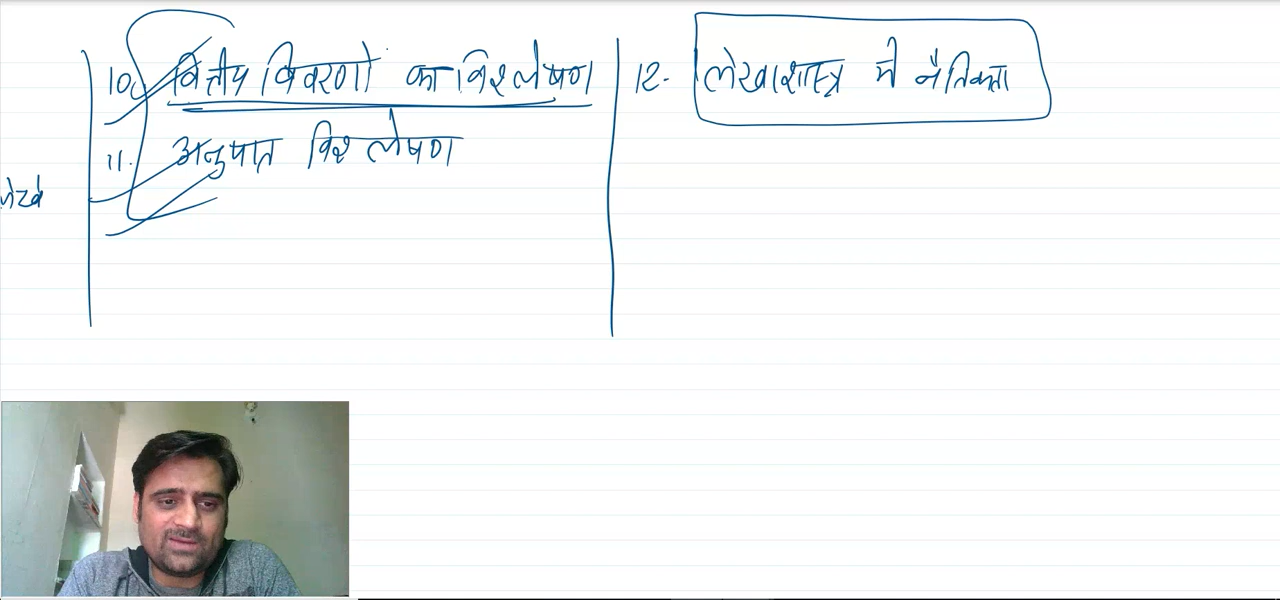 10. वित्तीय विवरणो का विश्लेषण
11. अनुपात विश्लेषण
12. लेखाशास्त्र मे नैतिकता